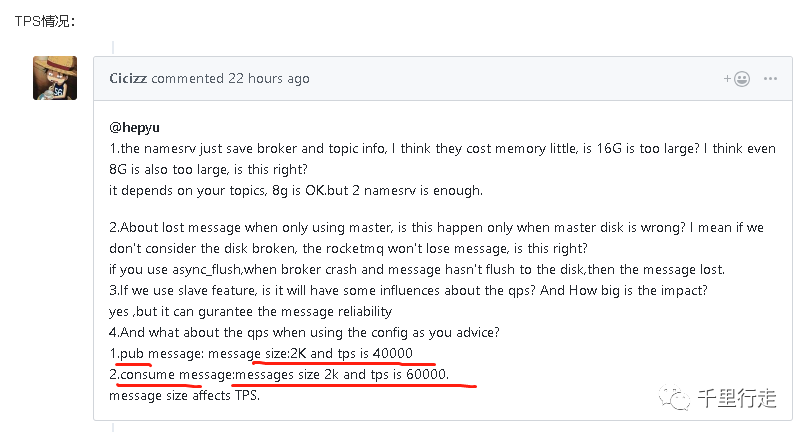 TPS情况：
Cicizz commented 22 hours ago
@hepyu
1.the namesrv just save broker and topic info, I think they cost memory little, is 16G is too large? I think even
8G is also too large, is this right?
it depends on your topics, 8g is OK.but 2 namesrv is enough.
2.About lost message when only using master, is this happen only when master disk is wrong? I mean if we
don't consider the disk broken, the rocketmq won't lose message, is this right?
if you use async_flush,when broker crash and message hasn't flush to the disk,then the message lost.
3.If we use slave feature, is it will have some influences about the qps? And How big is the impact?
yes ,but it can gurantee the message reliability
4.And what about the qps when using the config as you advice?
1.pub message: message size:2K and tps is 40000
2.consume message:messages size 2k and tps is 60000.
message size affects TPS.
千里行走